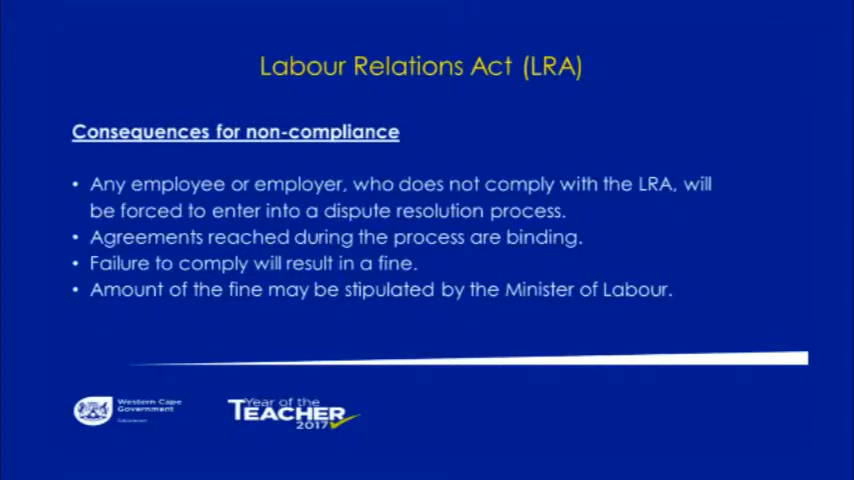 Labour Relations Act (LRA)
Consequences for non-compliance
• Any employee or employer, who does not comply with the LRA, will
be forced to enter into a dispute resolution process.
• Agreements reached during the process are binding.
• Failure to comply will result in a fine.
• Amount of the fine may be stipulated by the Minister of Labour.
Western Cape
Government
Year of the
TEACHER
2017